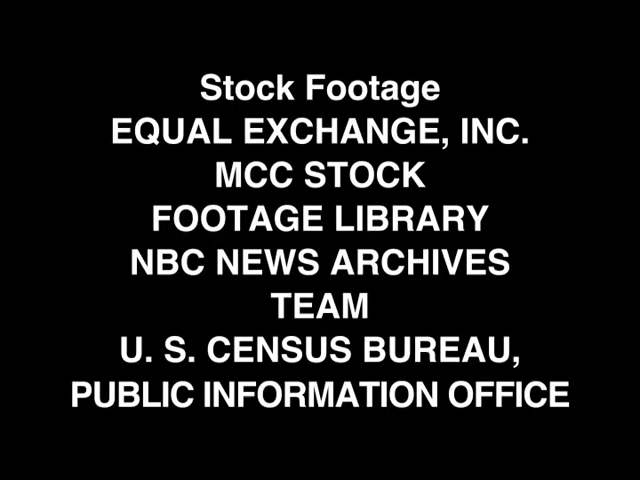 Stock Footage
EQUAL EXCHANGE, INC.
MCC STOCK
FOOTAGE LIBRARY
NBC NEWS ARCHIVES
TEAM
U. S. CENSUS BUREAU,
PUBLIC INFORMATION OFFICE